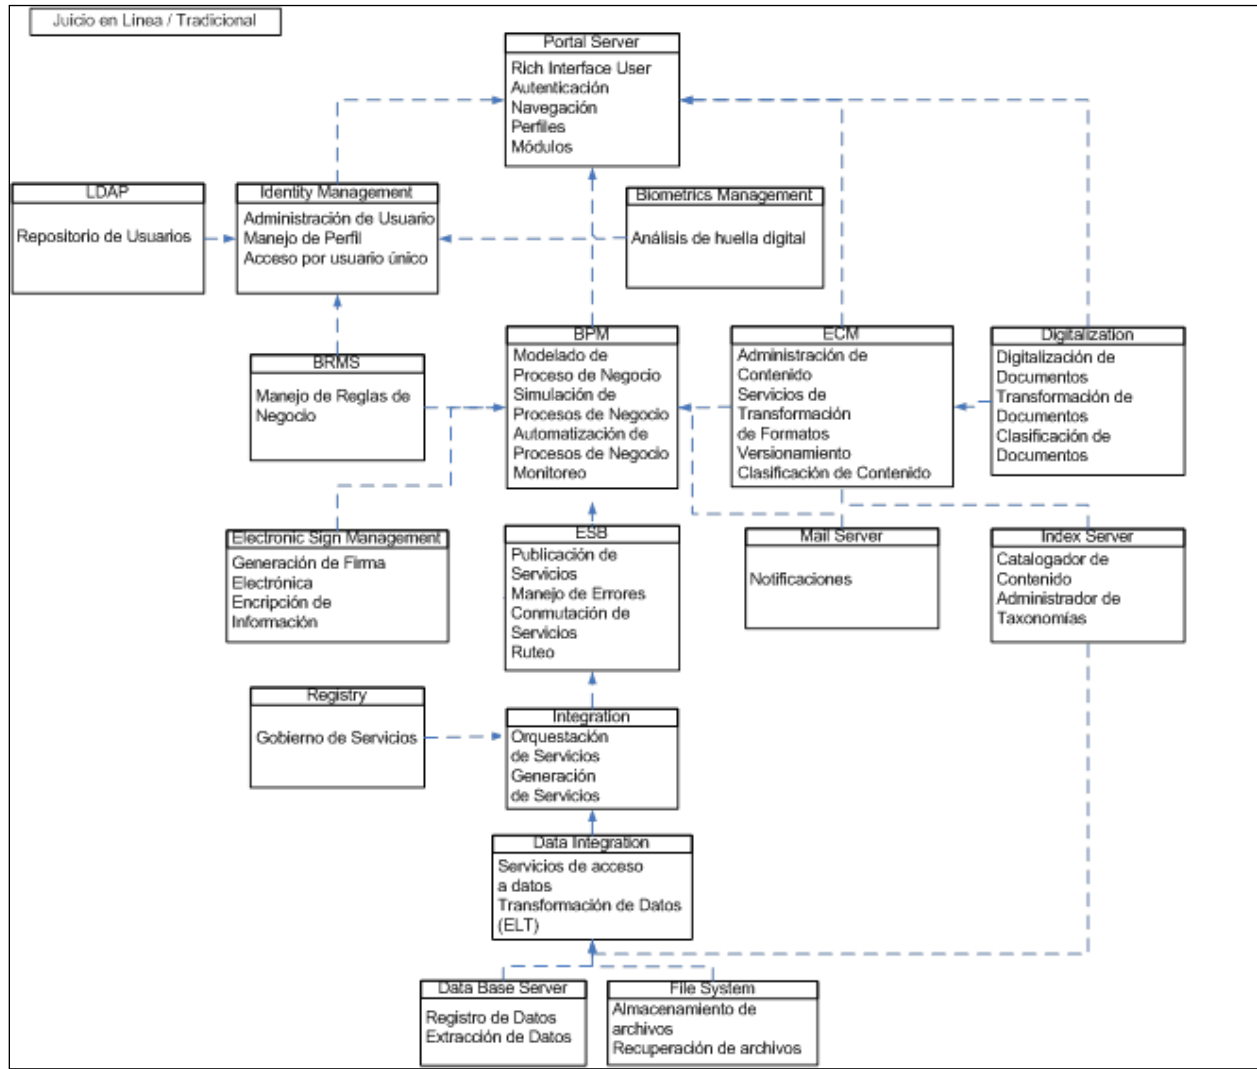 Juicio en Linea / Tradicional
Portal Server
Rich Interface User
Autenticación
Navegación
Perfiles
Módulos
LDAP
Repositorio de Usuarios
Identity Management
Administración de Usuario
Manejo de Perfil
Acceso por usuario único
Biometrics Management
Análisis de huella digital
BRMS
Manejo de Reglas de
Negocio
BPM
Modelado de
Proceso de Negocio
Simulación de
Procesos de Negocio
Automatización de
Procesos de Negocio
Monitoreo
ECM
Administración de
Contenido
Servicios de
Transformación
de Formatos
Versionamiento
Clasificación de Contenido
Digitalization
Digitalización de
Documentos
Transformación de
Documentos
Clasificación de
Documentos
Electronic Sign Management
Generación de Firma
Electrónica
Encripción de
Información
ESB
Publicación de
Servicios
Manejo de Errores
Conmutación de
Servicios
Ruteo
Mail Server
Notificaciones
Index Server
Catalogador de
Contenido
Administrador de
Taxonomías
Registry
Gobierno de Servicios
Integration
Orquestación
de Servicios
Generación
de Servicios
Data Integration
Servicios de acceso
a datos
Transformación de Datos
(ELT)
Data Base Server
Registro de Datos
Extracción de Datos
File System
Almacenamiento de
archivos
Recuperación de archivos